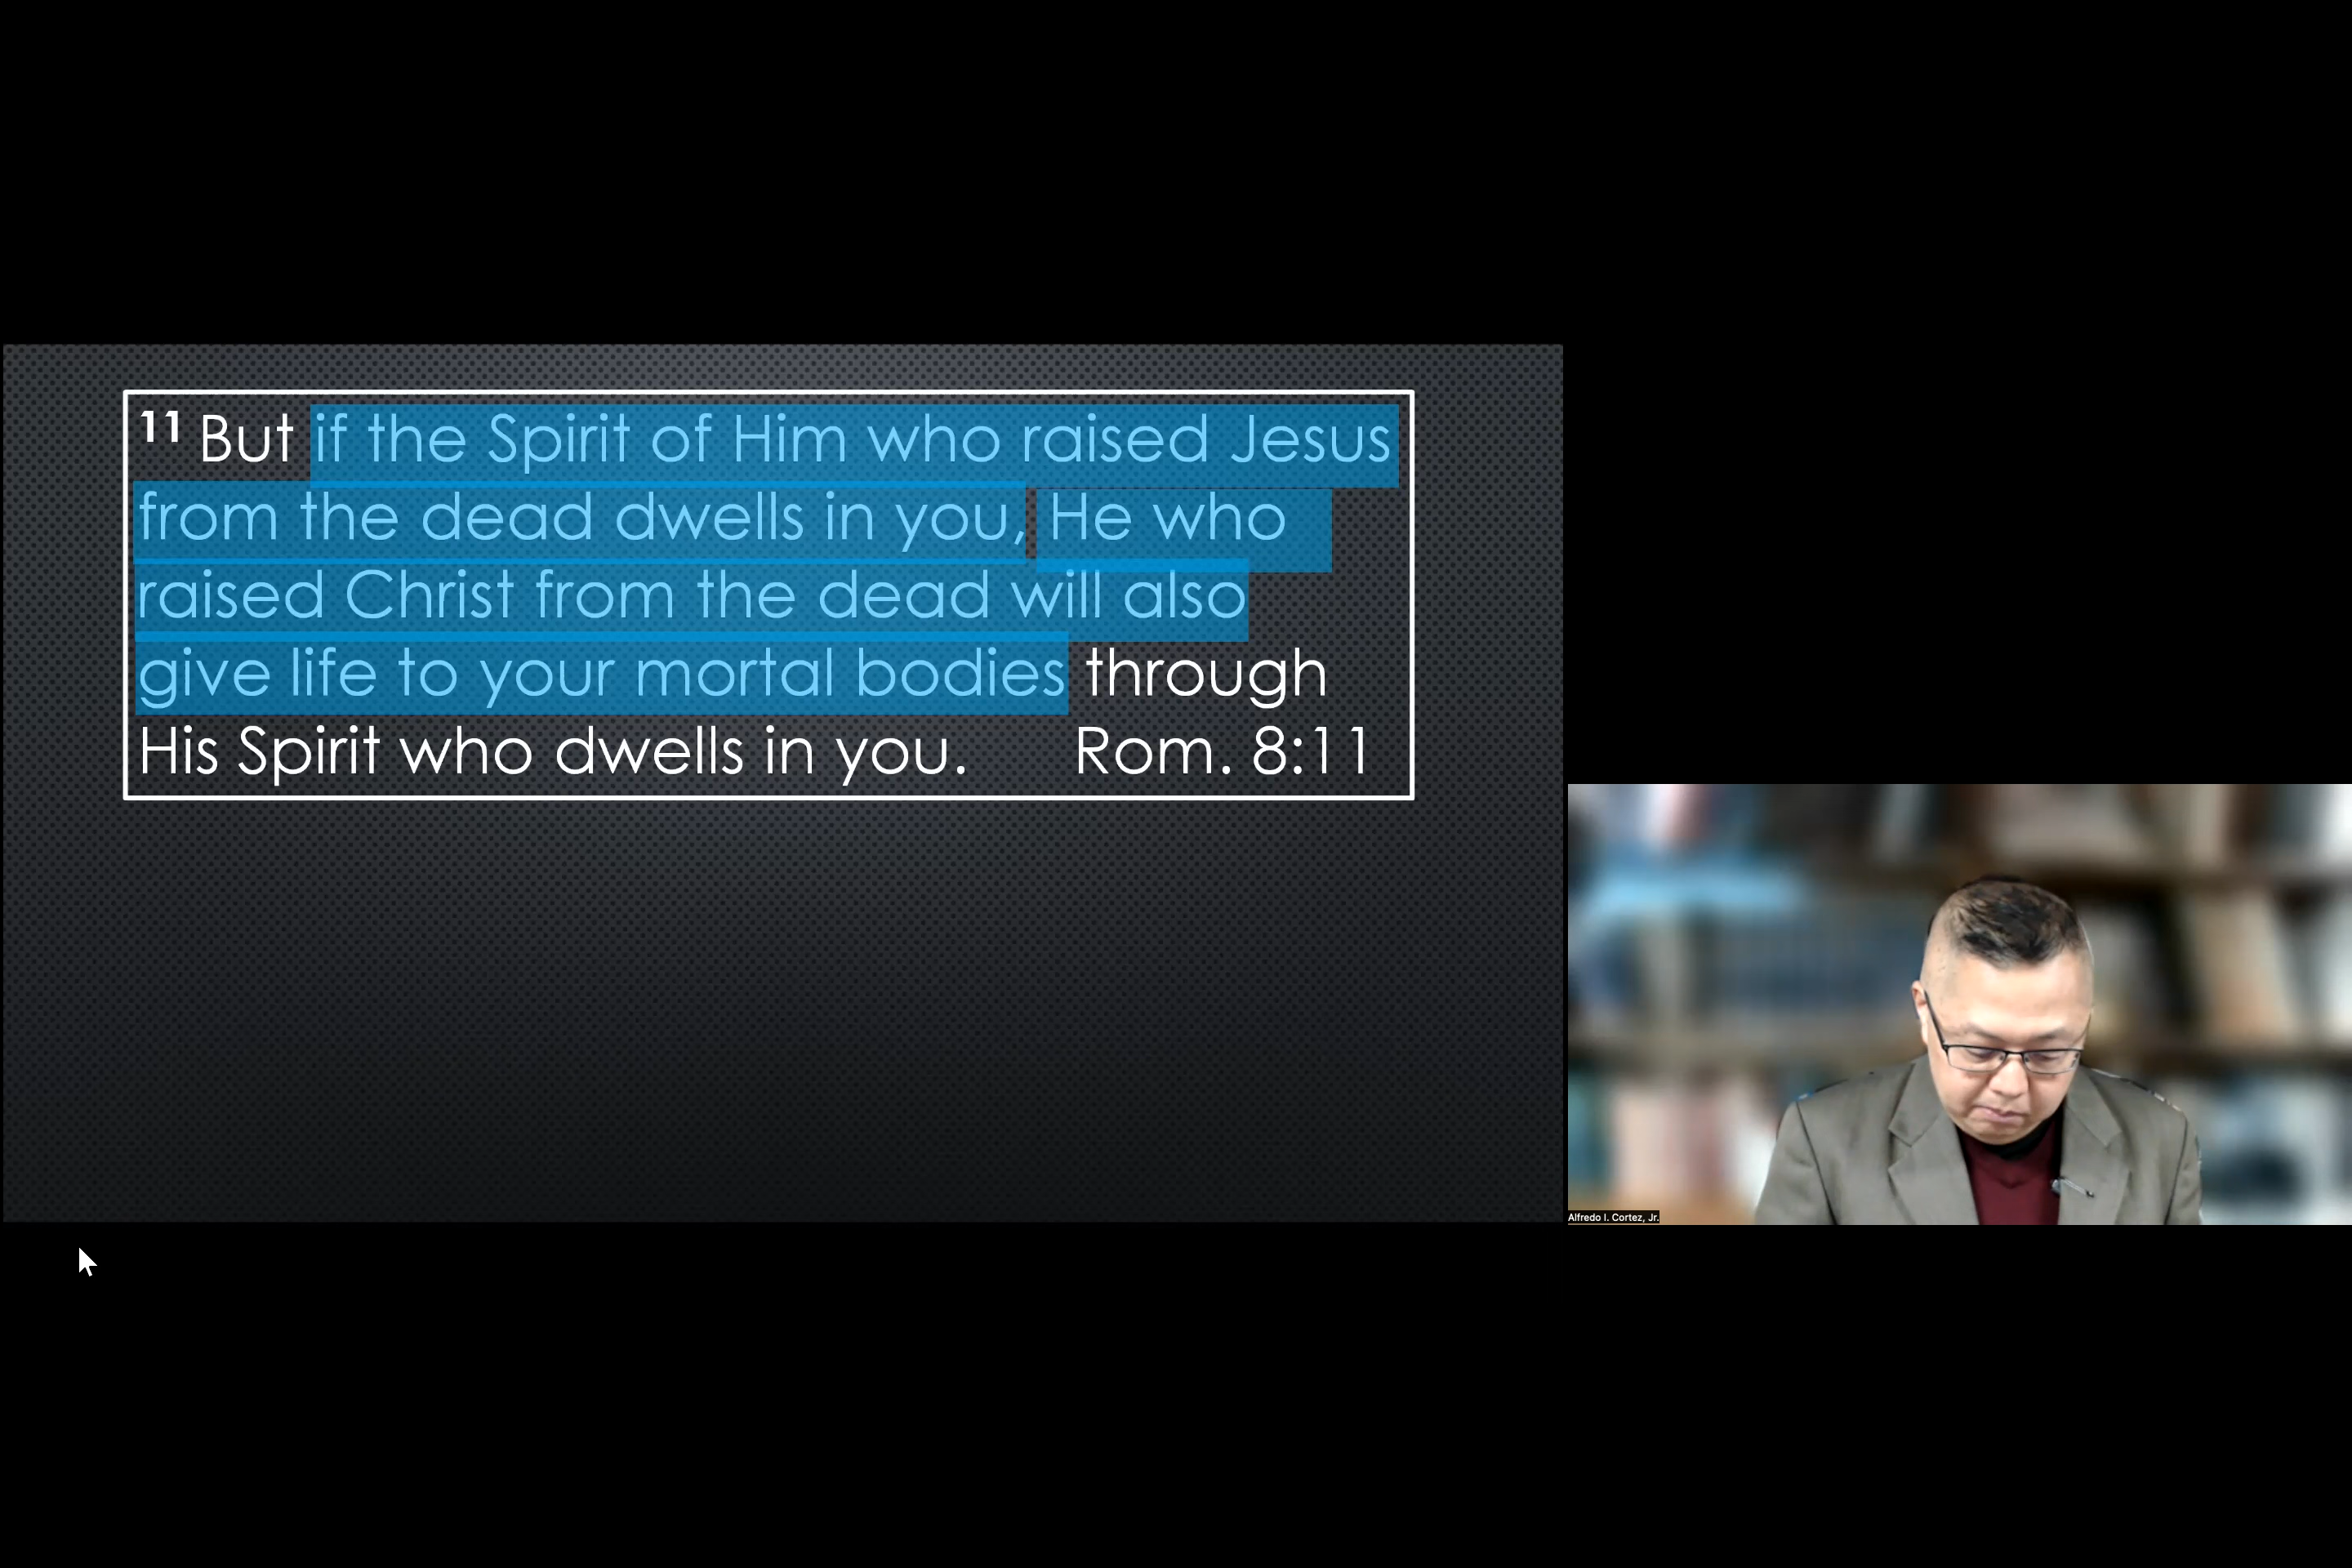 11 But if the Spirit of Him who raised Jesus
from the dead dwells in you, He who
raised Christ from the dead will also
give life to your mortal bodies through
His Spirit who dwells in you. Rom. 8:11
Alfredo I. Cortez, Jr.